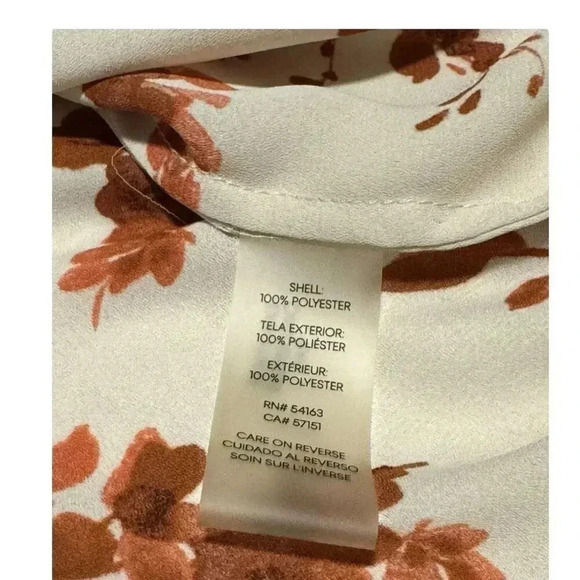 SHELL:
100% POLYESTER
TELA EXTERIOR:
100% POLIÉSTER
EXTÉRIEUR:
100% POLYESTER
RN# 54163
CA# 57151
CARE ON REVERSE
CUIDADO AL REVERSO
SOIN SUR L'INVERSE